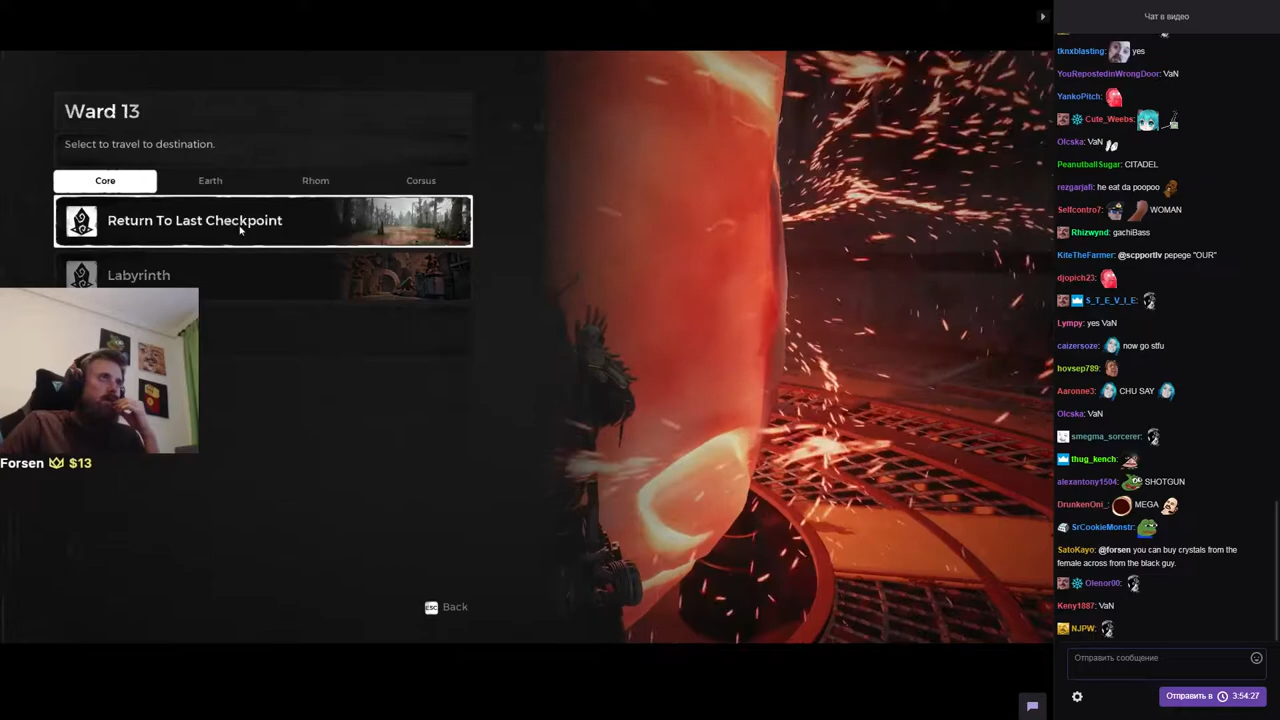 Ward 13
Select to travel to destination.
Core
Earth
Rhom
Corsus
Return To Last Checkpoint
Labyrinth
Forsen $13
ESC Back
Чат в видео
tknxblasting: yes
YouRepostedinWrongDoor: VaN
YankoPitch:
Cute_Weebs:
Olcska: VaN
PeanutballSugar: CITADEL
rezgarjafi: he eat da poopoo
Selfcontro7: WOMAN
Rhizwynd: gachiBass
KiteTheFarmer: @scpportlv pepege "OUR"
djopich23:
S_T_E_V_I_E:
Lympy: yes VaN
caizersoze: now go stfu
hovsep789:
Aaronne3: CHU SAY
Olcska: VaN
smegma_sorcerer:
thug_kench:
alexantony1504: SHOTGUN
DrunkenOni_: MEGA
SrCookieMonstr:
SatoKayo: @forsen you can buy crystals from the
female across from the black guy.
Olenor00:
Keny1887: VaN
NJPW:
Отправить сообщение
Отправить в 3:54:27